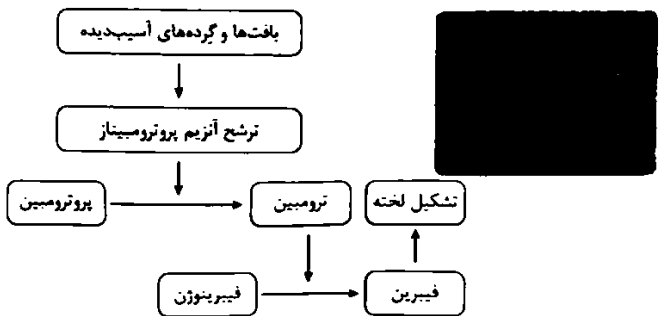 بافت‌ها و گرده‌های آسیب‌دیده
ترشح آنزیم پروترومبیناز
پروترومبین
ترومبین
تشکیل لخته
فیبرینوژن
فیبرین